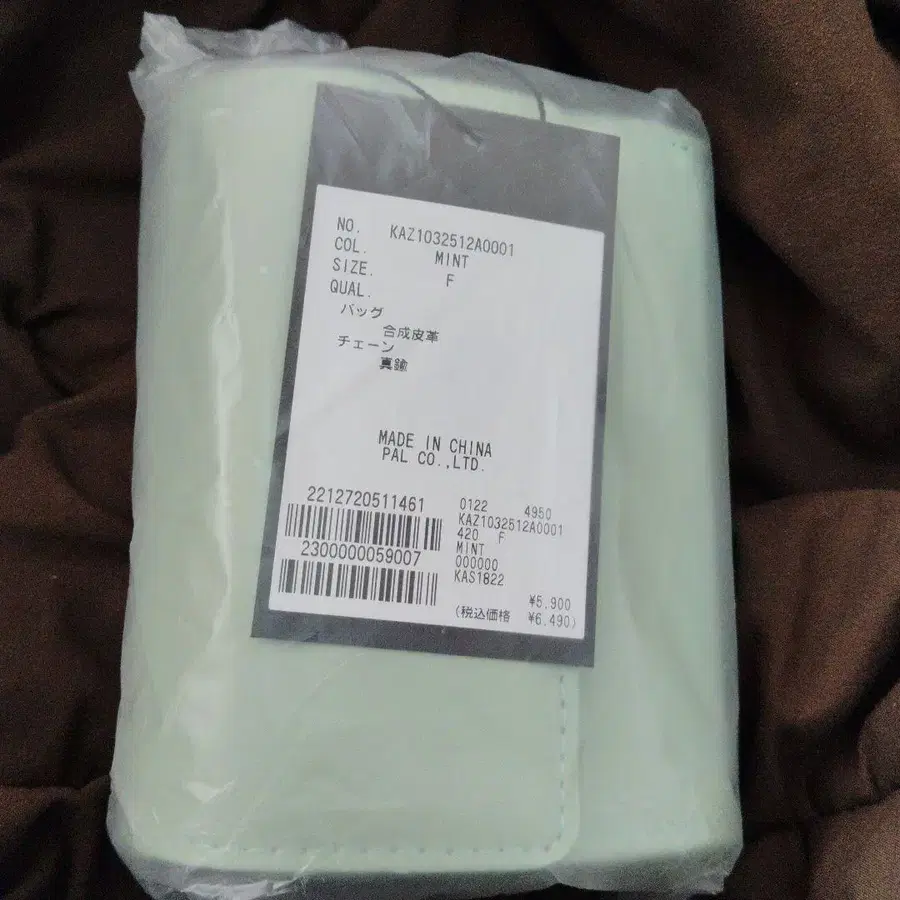 NO. KAZ1032512A0001
COL. MINT
SIZE. F
QUAL.
バッグ
合成皮革
チェーン
真鍮
MADE IN CHINA
PAL CO.,LTD.
2212720511461
2300000059007
0122 4950
KAZ1032512A0001
420 F
MINT
000000
KAS1822
¥5.900
(税込価格 ¥6.490)